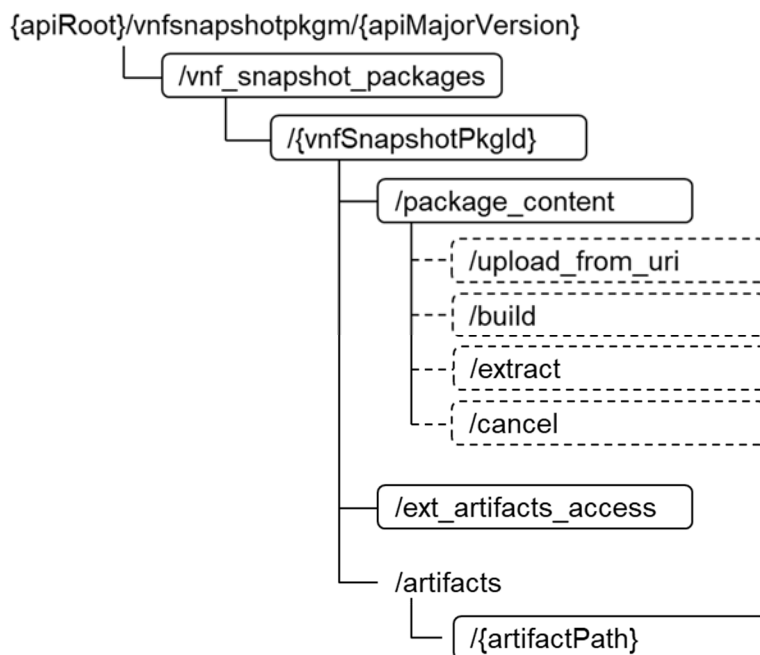 {apiRoot}/vnfsnapshotpkgm/{apiMajorVersion}
/vnf_snapshot_packages
/{vnfSnapshotPkgId}
/package_content
/upload_from_uri
/build
/extract
/cancel
/ext_artifacts_access
/artifacts
/{artifactPath}